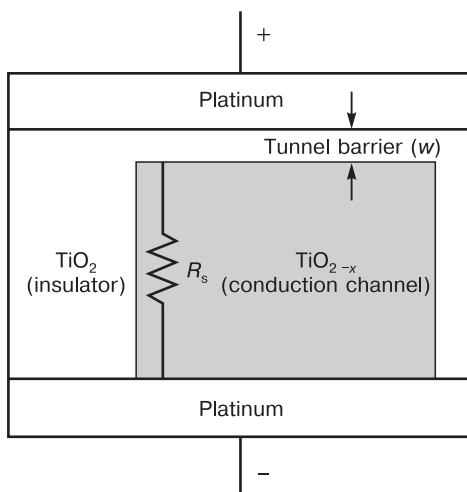 +
Platinum
Tunnel barrier (w)
TiO₂
(insulator)
Rₛ
TiO₂₋ₓ
(conduction channel)
Platinum
−